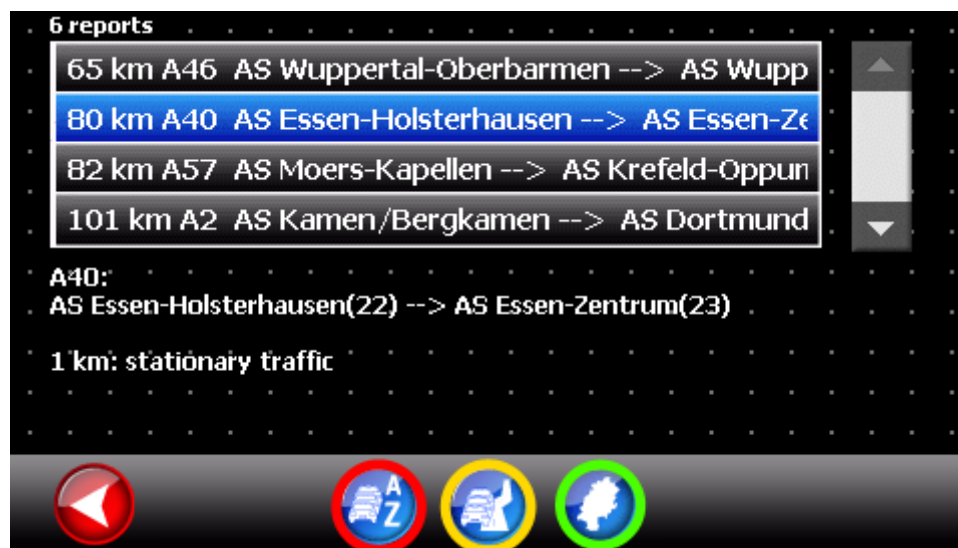 6 reports
65 km A46 AS Wuppertal-Oberbarmen --> AS Wupp
80 km A40 AS Essen-Holsterhausen --> AS Essen-Ze
82 km A57 AS Moers-Kapellen --> AS Krefeld-Oppun
101 km A2 AS Kamen/Bergkamen --> AS Dortmund
A40:
AS Essen-Holsterhausen(22) --> AS Essen-Zentrum(23)
1 km: stationary traffic
A
Z